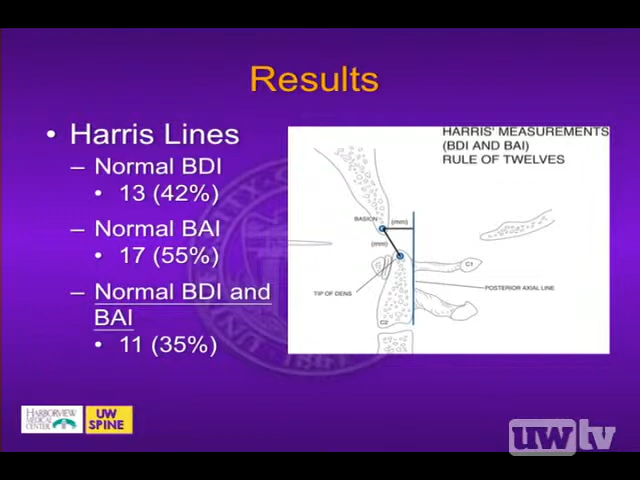 Results
• Harris Lines
– Normal BDI
• 13 (42%)
– Normal BAI
• 17 (55%)
– Normal BDI and
BAI
• 11 (35%)
HARRIS' MEASUREMENTS
(BDI AND BAI)
RULE OF TWELVES
BASION
(mm)
(mm)
C1
TIP OF DENS
POSTERIOR AXIAL LINE
C2
HARBORVIEW
MEDICAL
CENTER
UW
SPINE
uwtv